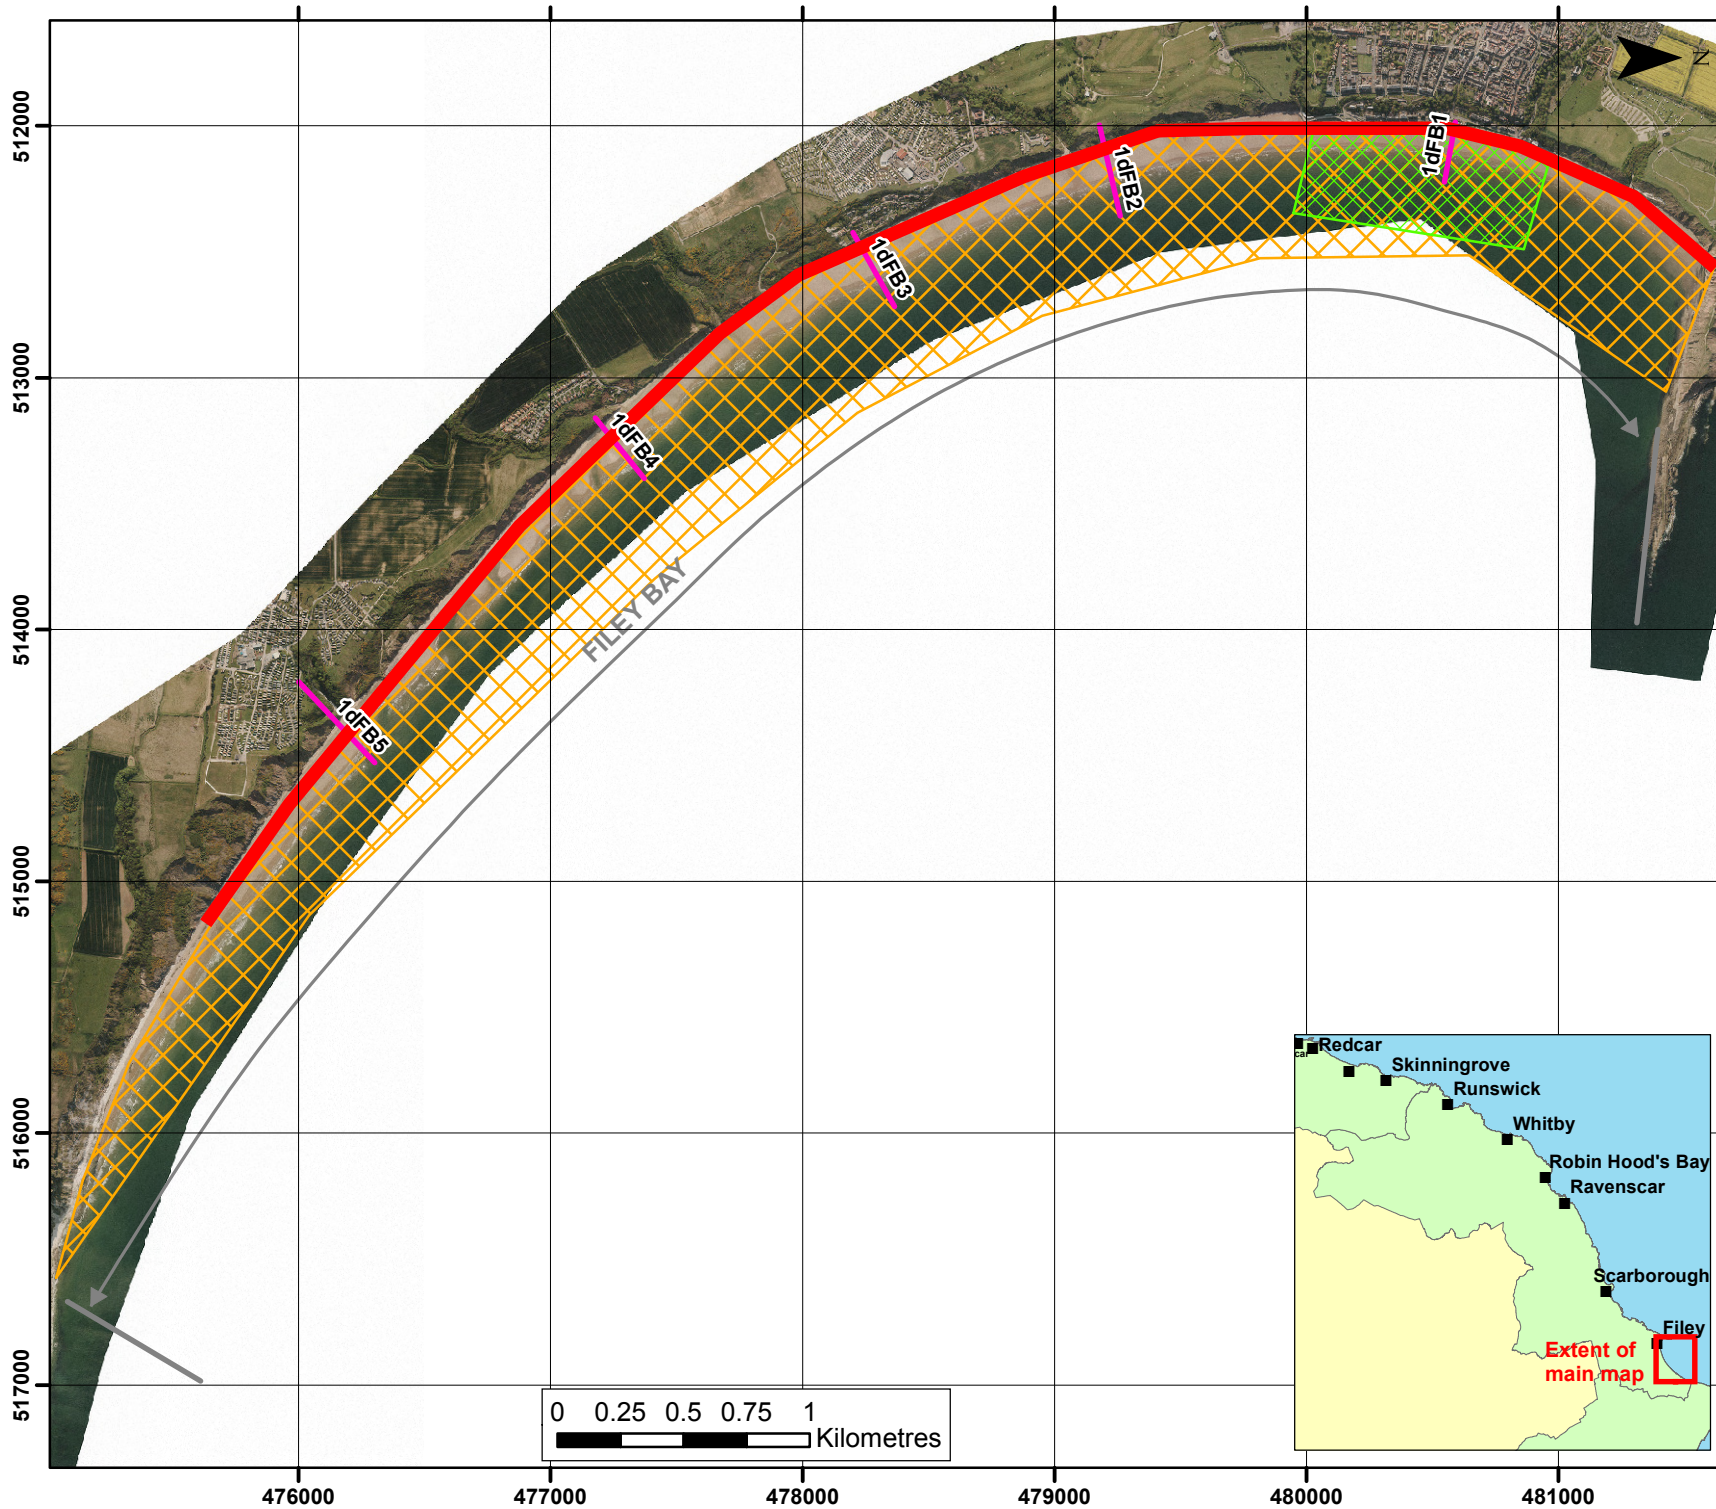 N
512000
513000
514000
515000
516000
517000
1dFB1
1dFB2
1dFB3
1dFB4
1dFB5
FILEY BAY
Redcar
car
Skinningrove
Runswick
Whitby
Robin Hood's Bay
Ravenscar
Scarborough
Filey
Extent of
main map
0 0.25 0.5 0.75 1
Kilometres
476000 477000 478000 479000 480000 481000